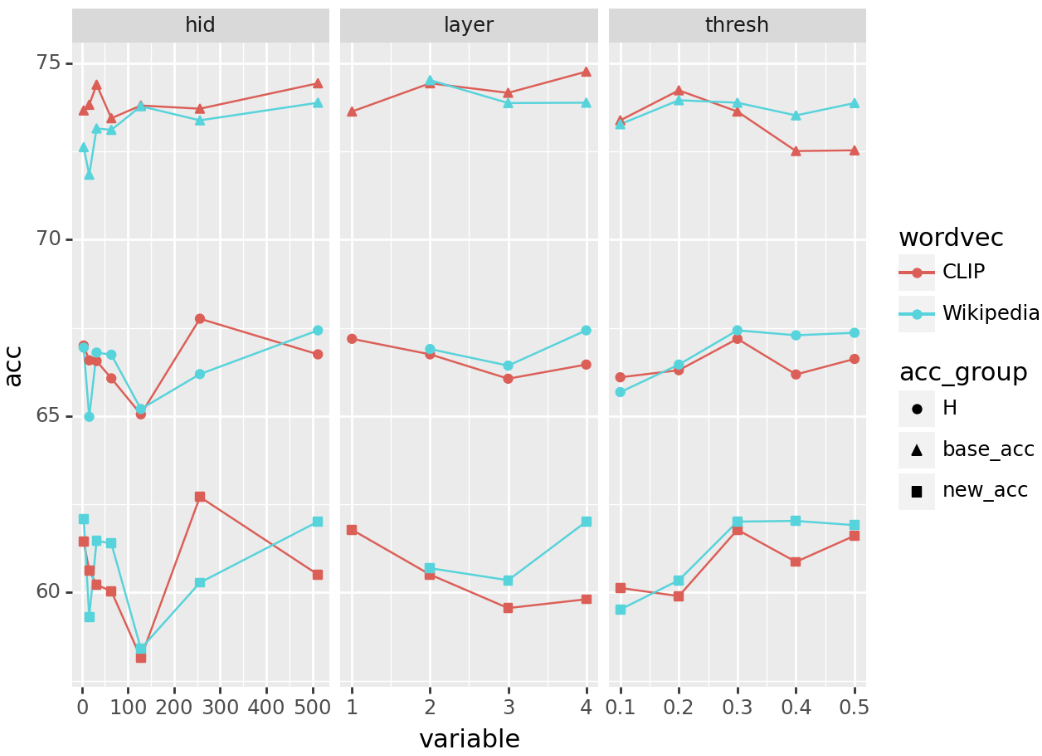 hid layer thresh
75
70
65
60
acc
0 100 200 300 400 500 1 2 3 4 0.1 0.2 0.3 0.4 0.5
variable
wordvec
CLIP
Wikipedia
acc_group
H
base_acc
new_acc